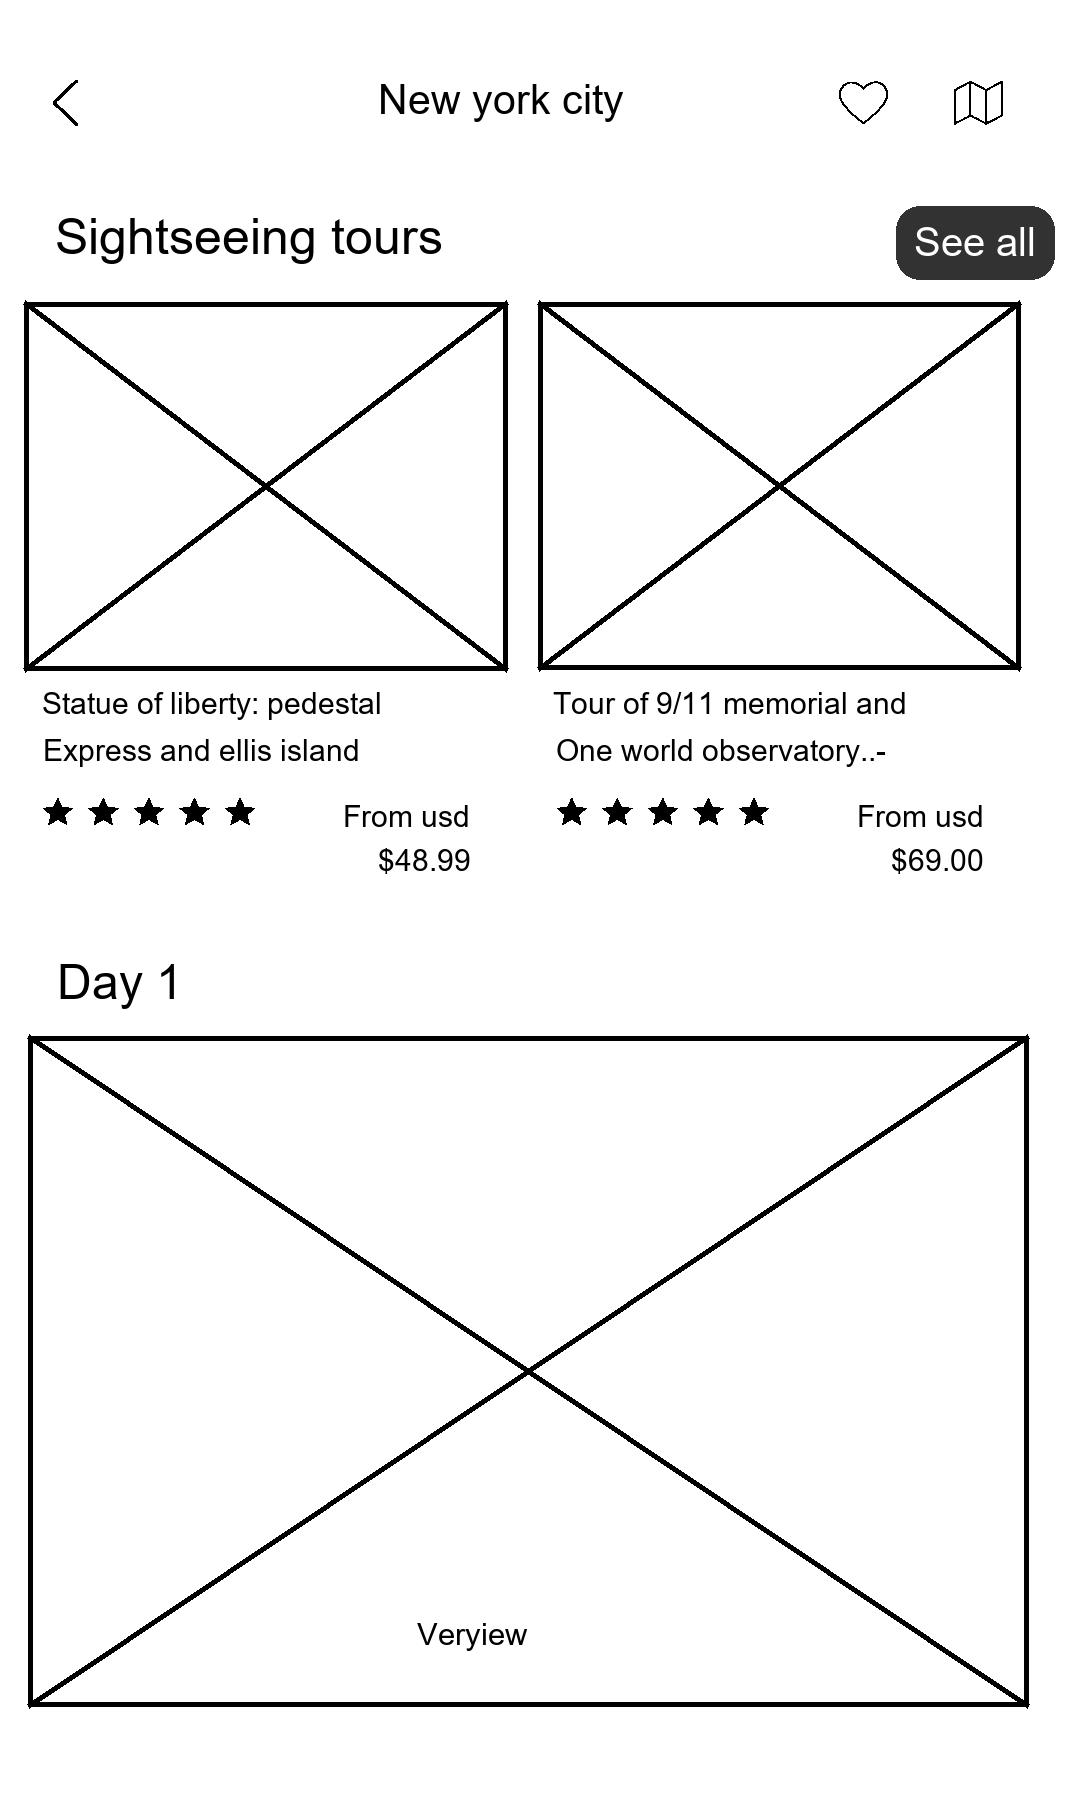 New york city
Sightseeing tours
See all
Statue of liberty: pedestal
Express and ellis island
From usd
$48.99
Tour of 9/11 memorial and
One world observatory..-
From usd
$69.00
Day 1
Veryiew